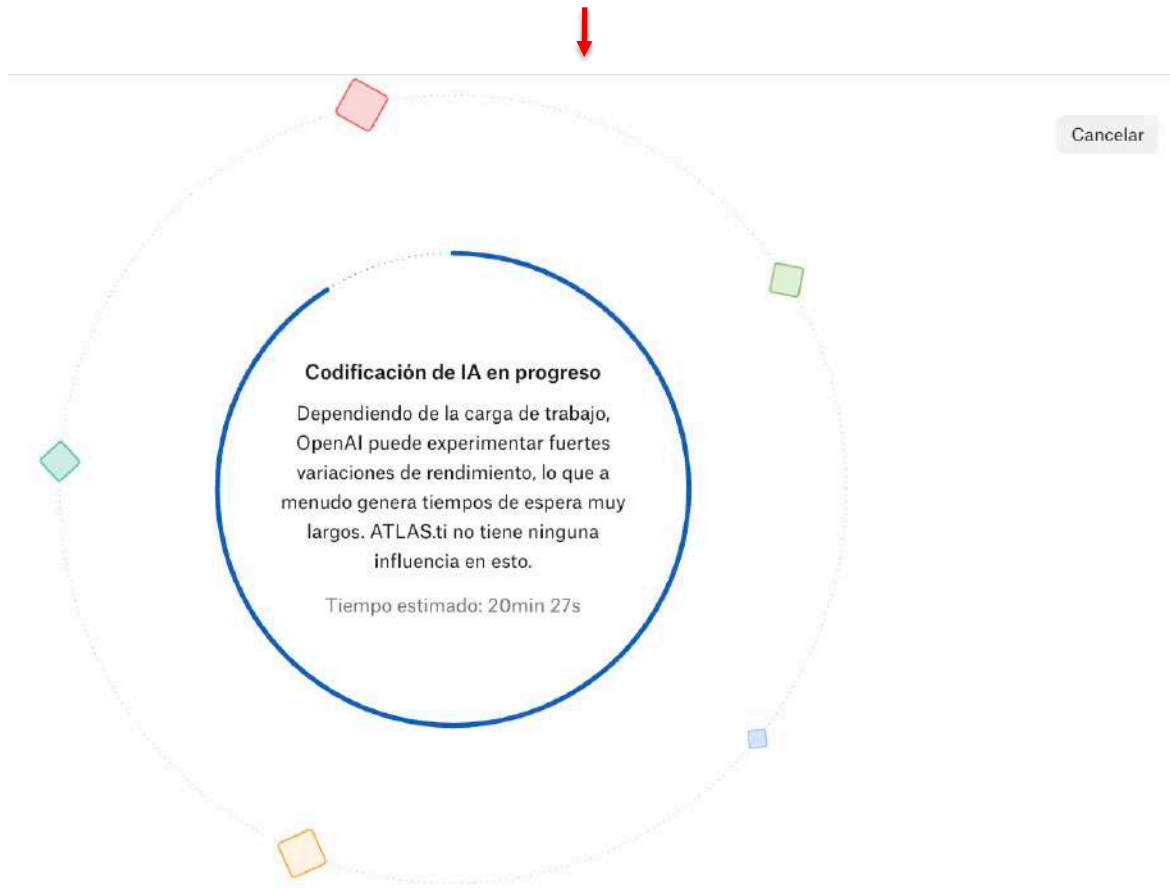 Cancelar
Codificación de IA en progreso
Dependiendo de la carga de trabajo,
OpenAI puede experimentar fuertes
variaciones de rendimiento, lo que a
menudo genera tiempos de espera muy
largos. ATLAS.ti no tiene ninguna
influencia en esto.
Tiempo estimado: 20min 27s